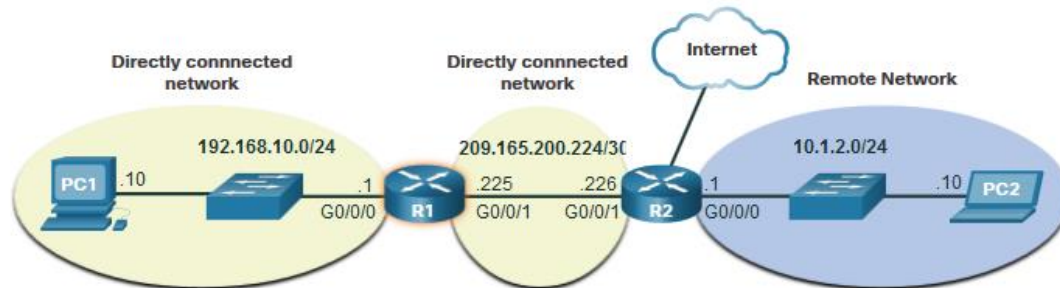 Internet
Directly connnected
network
Directly connnected
network
Remote Network
192.168.10.0/24
209.165.200.224/30
10.1.2.0/24
PC1
.10
.1
G0/0/0
R1
.225
G0/0/1
.226
G0/0/1
R2
.1
G0/0/0
.10
PC2